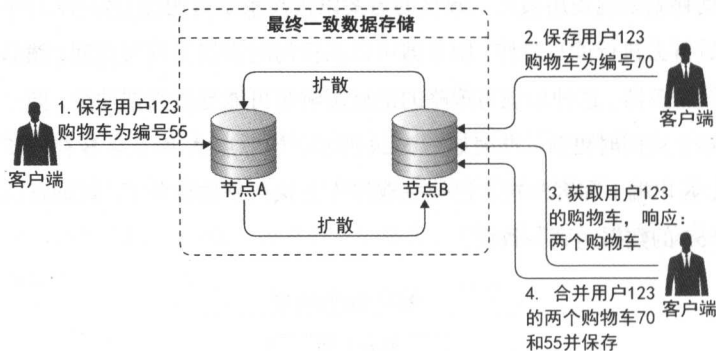 最终一致数据存储
2. 保存用户123
购物车为编号70
扩散
1. 保存用户123
购物车为编号55
客户端
客户端
节点A
节点B
扩散
3. 获取用户123
的购物车，响应：
两个购物车
4. 合并用户123
的两个购物车70
和55并保存
客户端